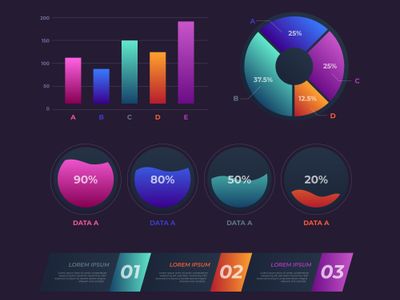 200
150
100
50
0
A B C D E
A
25%
37.5%
25%
12.5%
B
C
D
90% 80% 50% 20%
DATA A DATA A DATA A DATA A
LOREM IPSUM 01 LOREM IPSUM 02 LOREM IPSUM 03